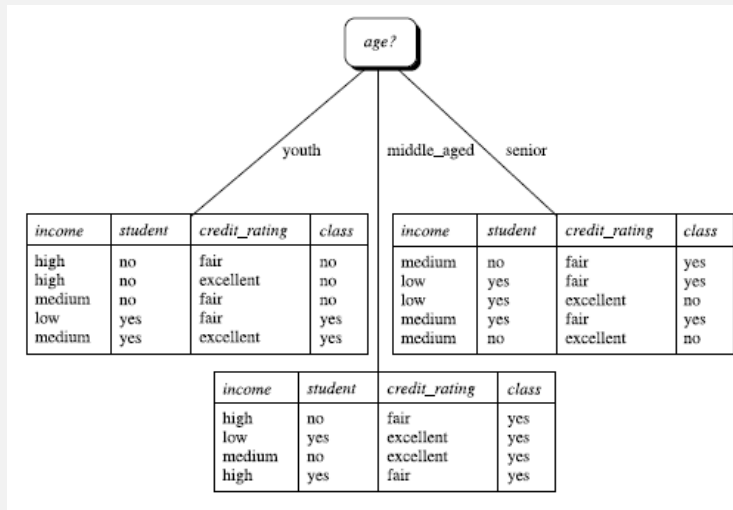 age?
youth
middle_aged
senior
income student credit_rating class
high no fair no
high no excellent no
medium no fair no
low yes fair yes
medium yes excellent yes
income student credit_rating class
medium no fair yes
low yes fair yes
low yes excellent no
medium yes fair yes
medium no excellent no
income student credit_rating class
high no fair yes
low yes excellent yes
medium no excellent yes
high yes fair yes